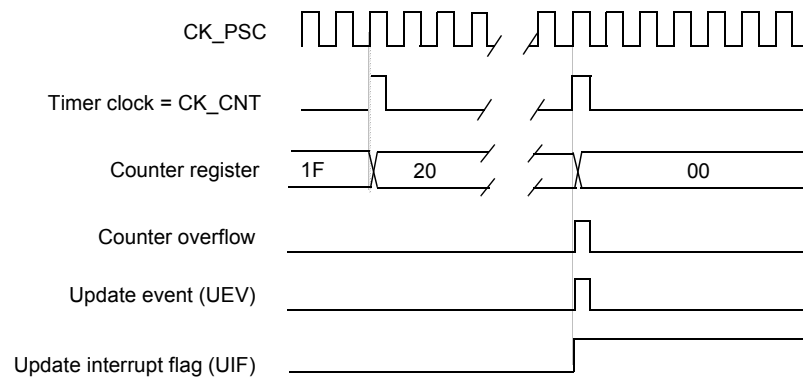 CK_PSC
Timer clock = CK_CNT
Counter register 1F 20 00
Counter overflow
Update event (UEV)
Update interrupt flag (UIF)